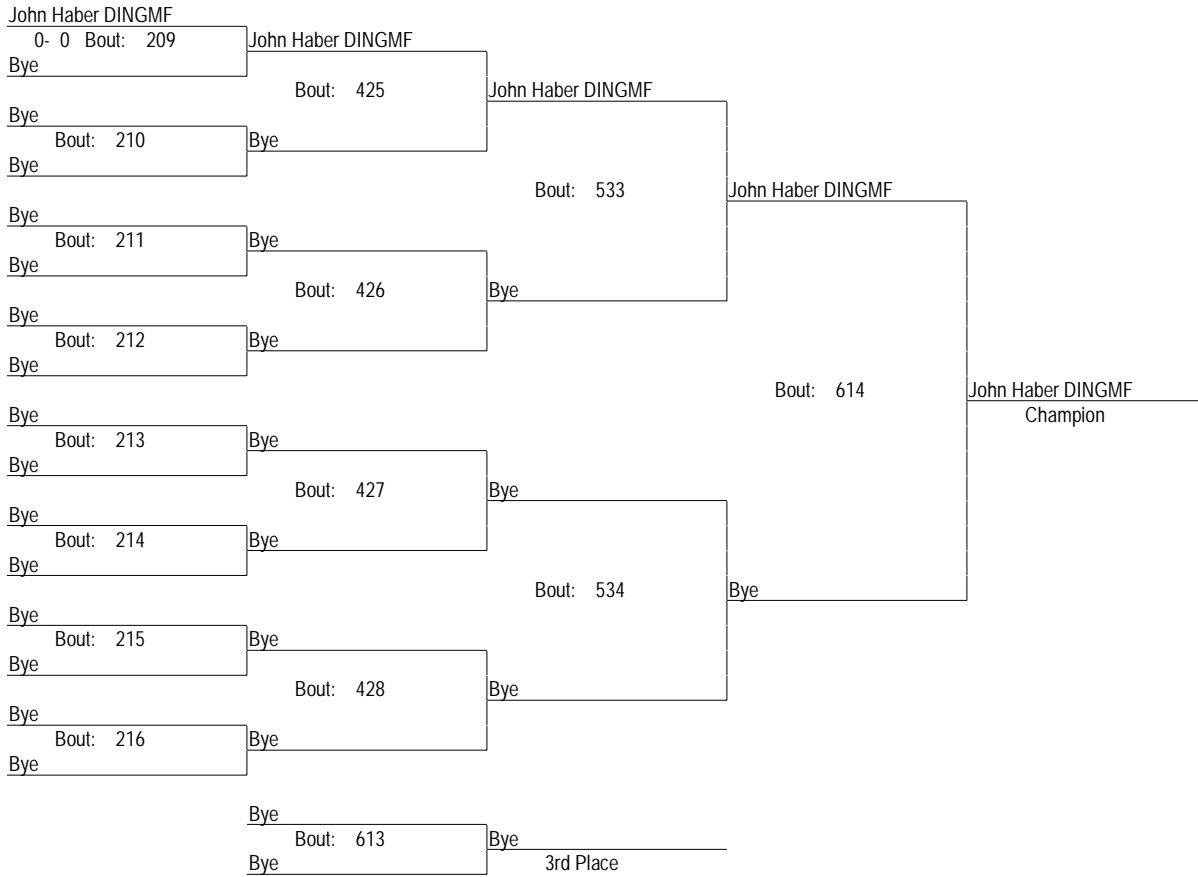 John Haber DINGMF
0- 0 Bout: 209 John Haber DINGMF
Bye
Bout: 425 John Haber DINGMF
Bye
Bout: 210 Bye
Bye
Bout: 533 John Haber DINGMF
Bye
Bout: 211 Bye
Bye
Bout: 426 Bye
Bye
Bout: 212 Bye
Bye
Bout: 614 John Haber DINGMF
Bye Champion
Bout: 213 Bye
Bye
Bout: 427 Bye
Bye
Bout: 214 Bye
Bye
Bout: 534 Bye
Bye
Bout: 215 Bye
Bye
Bout: 428 Bye
Bye
Bout: 216 Bye
Bye
Bye
Bout: 613 Bye
Bye 3rd Place